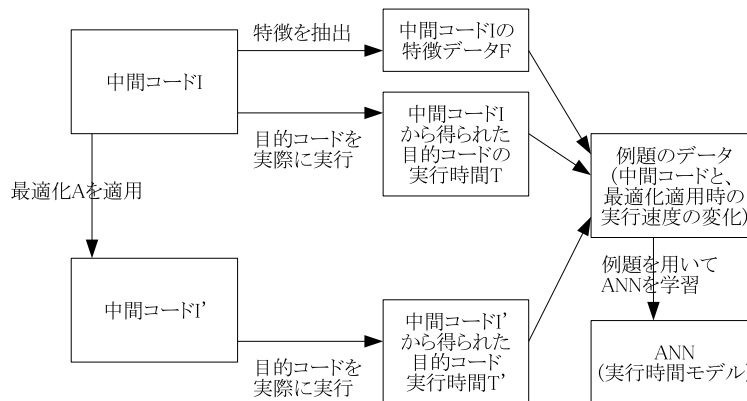 特徴を抽出
中間コードIの
特徴データF
中間コードI
目的コードを
実際に実行
中間コードI
から得られた
目的コードの
実行時間T
例題のデータ
(中間コードと、
最適化適用時の
実行速度の変化)
最適化Aを適用
例題を用いて
ANNを学習
中間コードI'
目的コードを
実際に実行
中間コードI'
から得られた
目的コード
実行時間T'
ANN
(実行時間モデル)